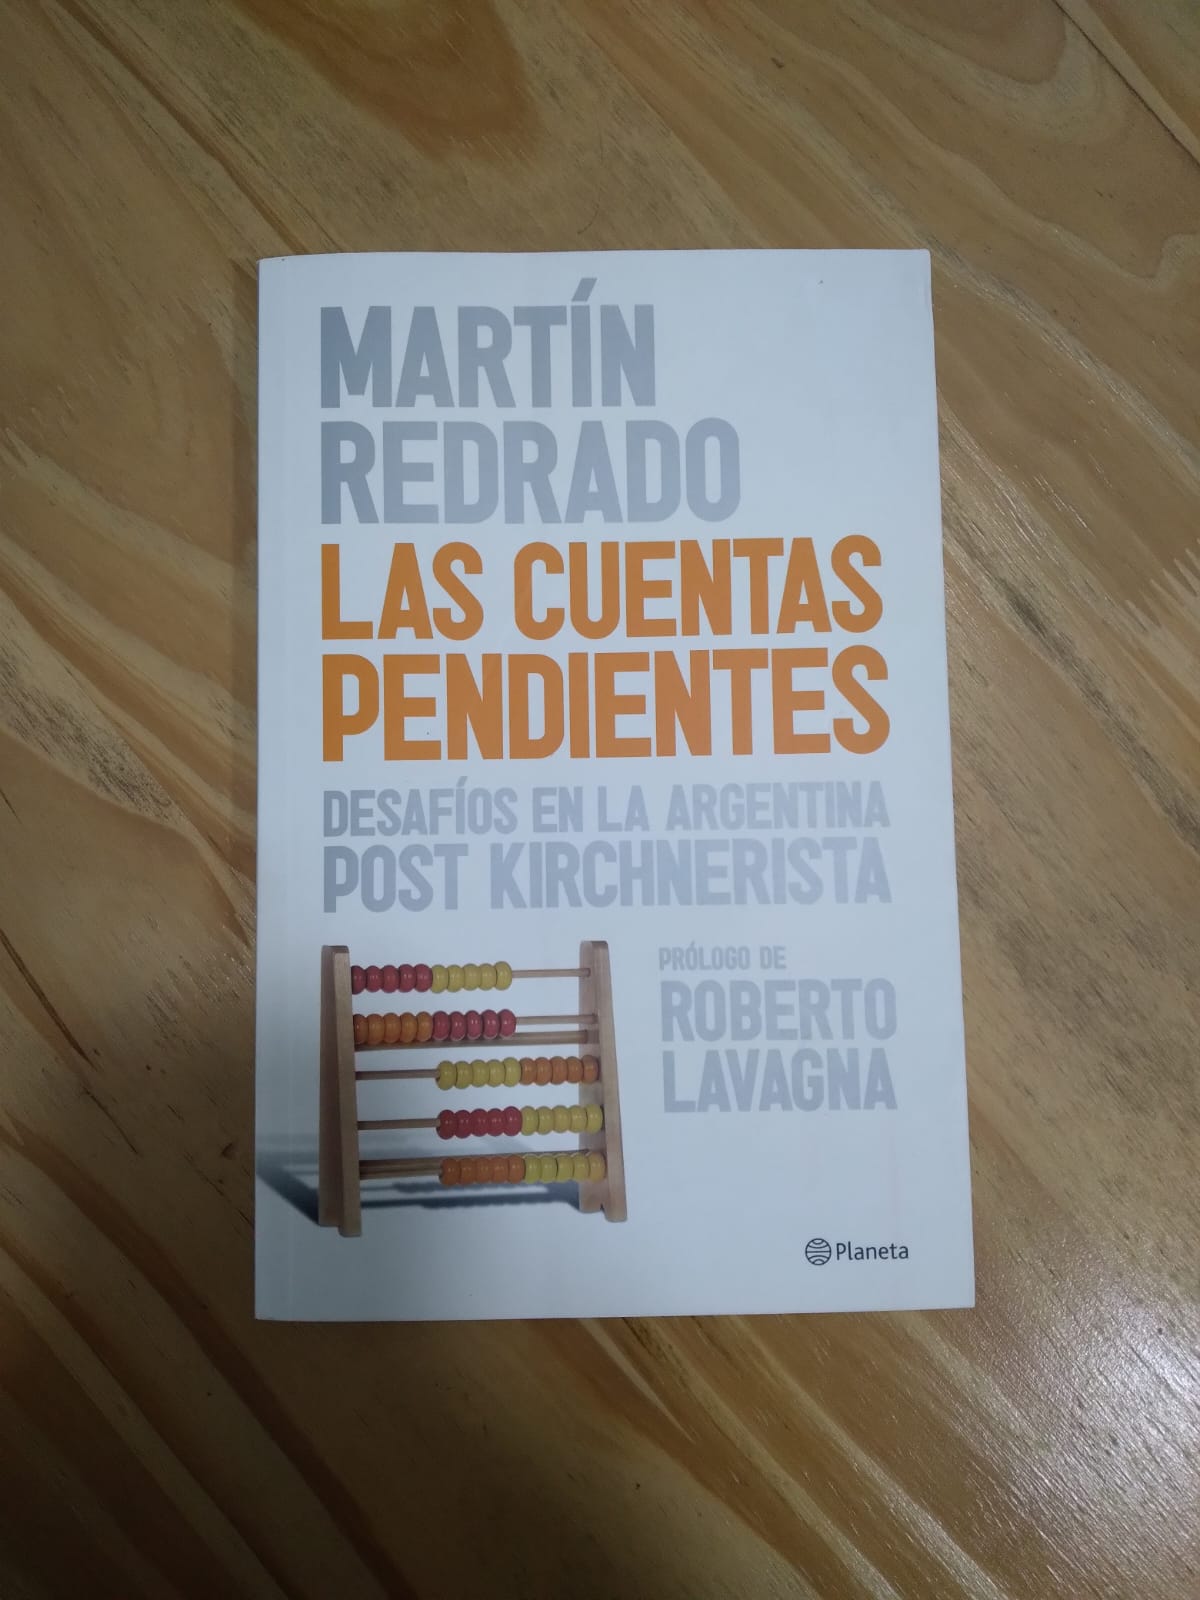 MARTÍN
REDRADO
LAS CUENTAS
PENDIENTES
DESAFÍOS EN LA ARGENTINA
POST KIRCHNERISTA
PRÓLOGO DE
ROBERTO
LAVAGNA
Planeta